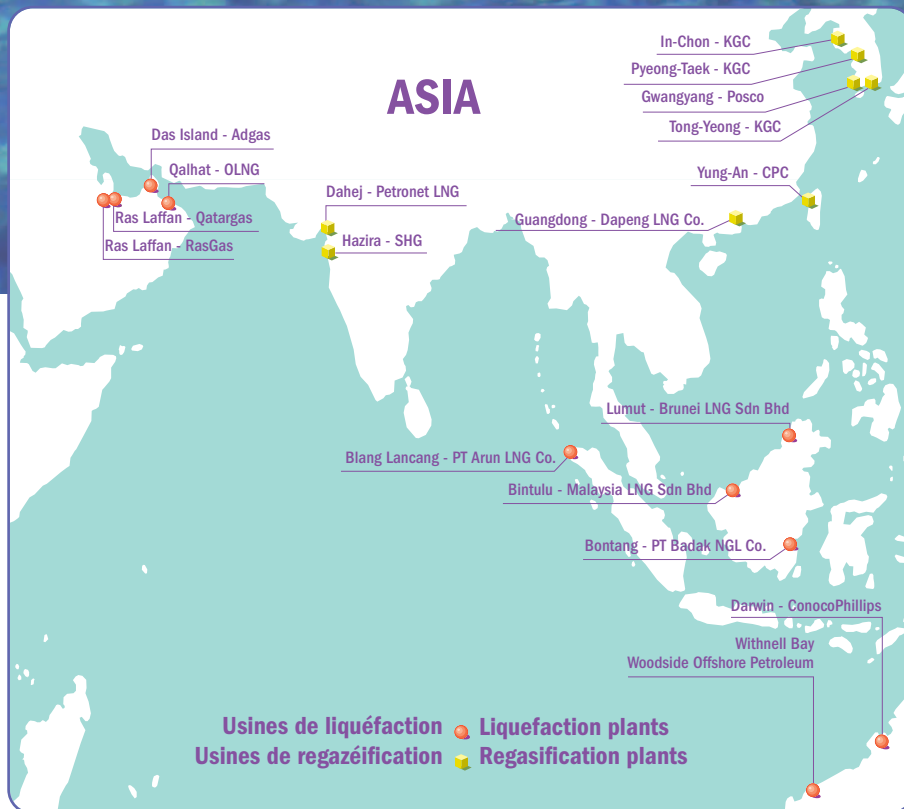 In-Chon - KGC
Pyeong-Taek - KGC
ASIA
Gwangyang - Posco
Tong-Yeong - KGC
Das Island - Adgas
Qalhat - OLNG
Yung-An - CPC
Dahej - Petronet LNG
Ras Laffan - Qatargas
Guangdong - Dapeng LNG Co.
Hazira - SHG
Ras Laffan - RasGas
Lumut - Brunei LNG Sdn Bhd
Blang Lancang - PT Arun LNG Co.
Bintulu - Malaysia LNG Sdn Bhd
Bontang - PT Badak NGL Co.
Darwin - ConocoPhillips
Withnell Bay
Woodside Offshore Petroleum
Usines de liquéfaction Liquefaction plants
Usines de regazéification Regasification plants